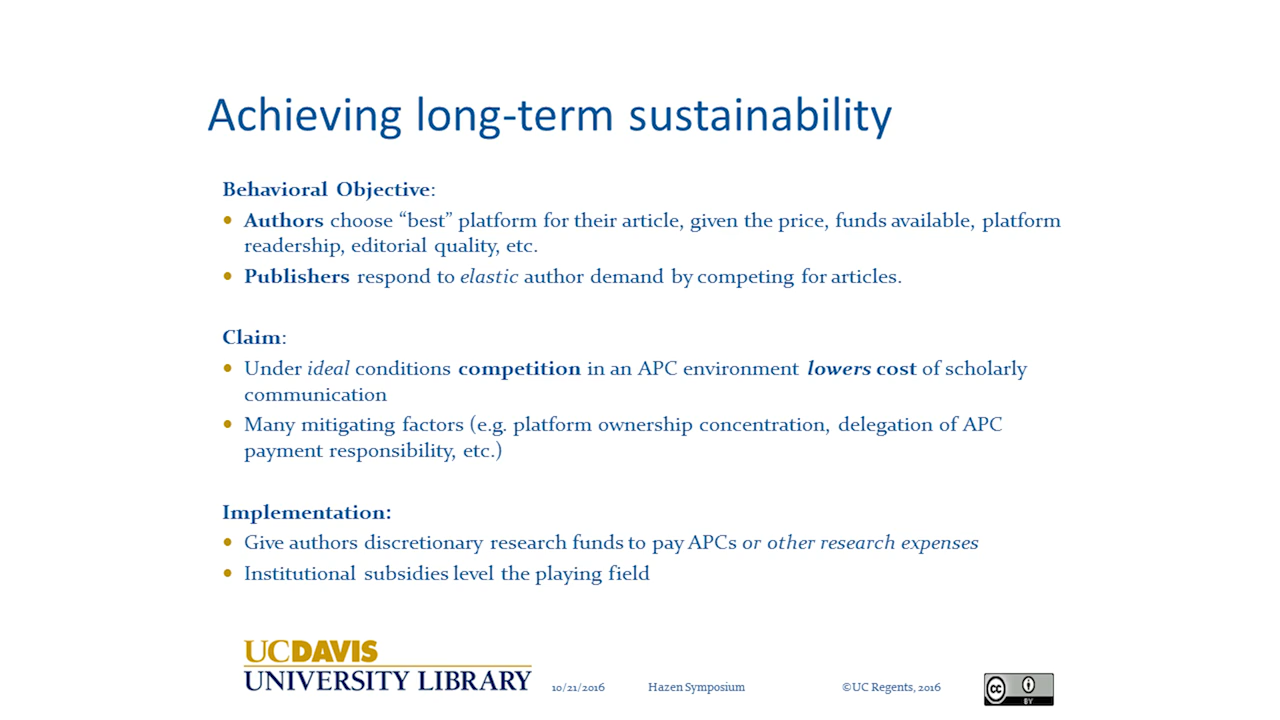 Achieving long-term sustainability
Behavioral Objective:
• Authors choose “best” platform for their article, given the price, funds available, platform
readership, editorial quality, etc.
• Publishers respond to elastic author demand by competing for articles.
Claim:
• Under ideal conditions competition in an APC environment lowers cost of scholarly
communication
• Many mitigating factors (e.g. platform ownership concentration, delegation of APC
payment responsibility, etc.)
Implementation:
• Give authors discretionary research funds to pay APCs or other research expenses
• Institutional subsidies level the playing field
UCDAVIS
UNIVERSITY LIBRARY
10/21/2016 Hazen Symposium ©UC Regents, 2016
cc BY